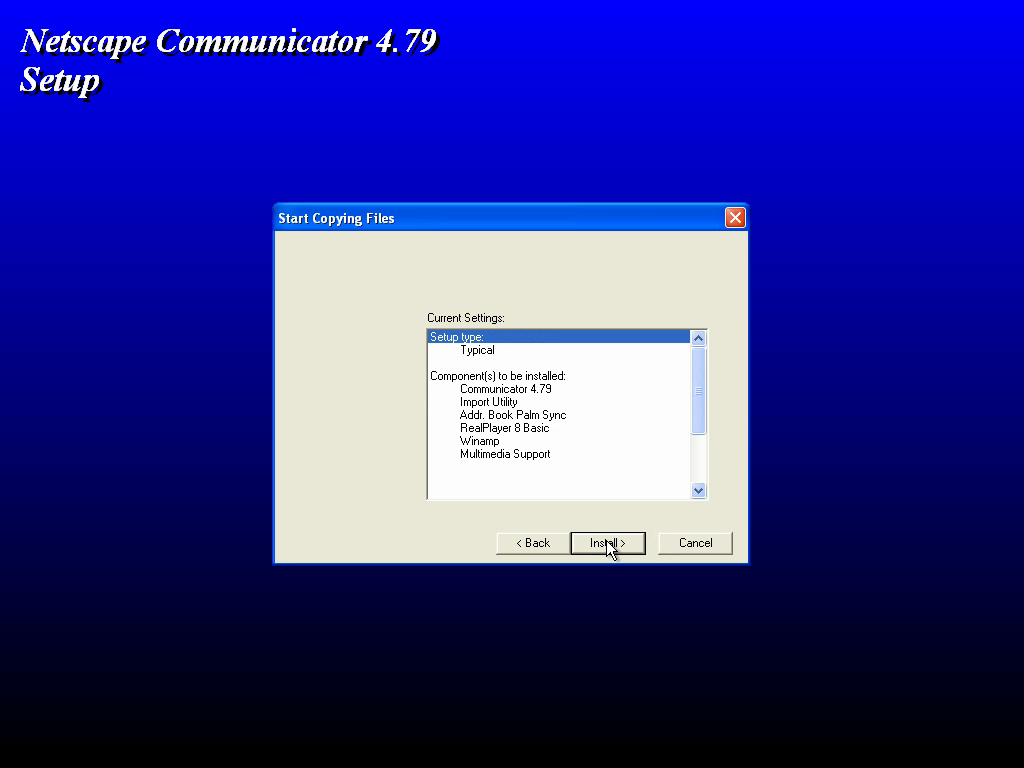 Netscape Communicator 4.79
Setup
Start Copying Files
Current Settings:
Setup type:
Typical
Component(s) to be installed:
Communicator 4.79
Import Utility
Addr. Book Palm Sync
RealPlayer 8 Basic
Winamp
Multimedia Support
< Back
Install >
Cancel